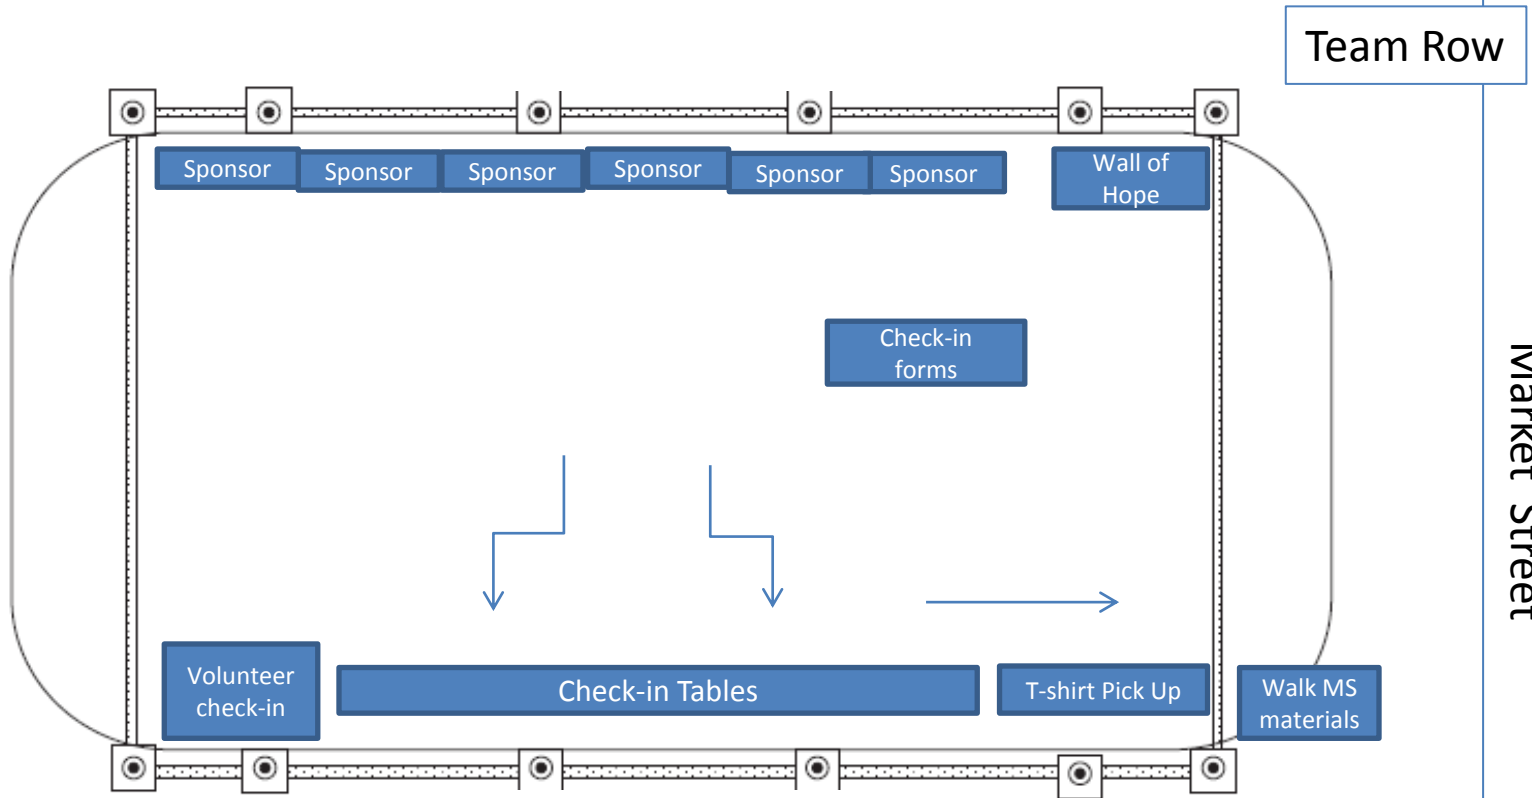 Team Row
Sponsor
Sponsor
Sponsor
Sponsor
Sponsor
Sponsor
Wall of
Hope
Check-in
forms
Market Street
Volunteer
check-in
Check-in Tables
T-shirt Pick Up
Walk MS
materials